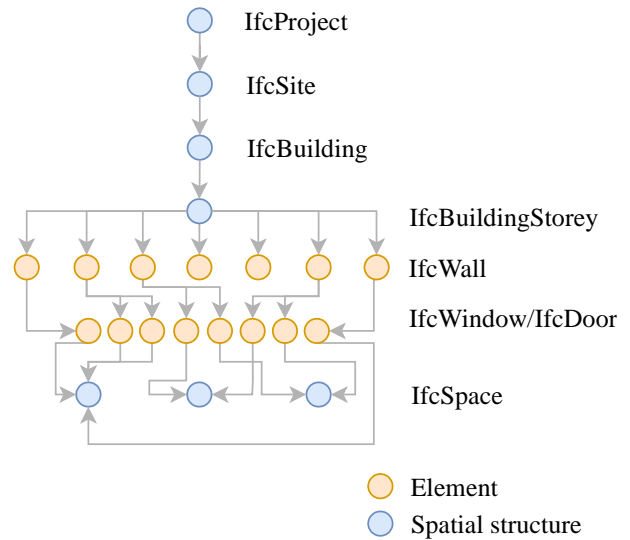 IfcProject
IfcSite
IfcBuilding
IfcBuildingStorey
IfcWall
IfcWindow/IfcDoor
IfcSpace
Element
Spatial structure